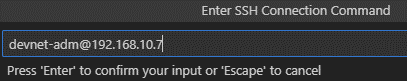 Enter SSH Connection Command
devnet-adm@192.168.10.7
Press 'Enter' to confirm your input or 'Escape' to cancel